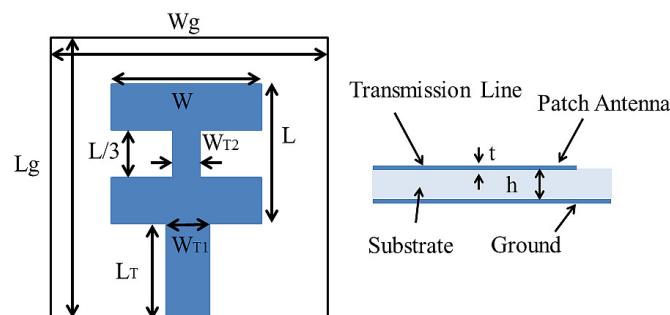 Wg
W
L/3
WT2
L
Lg
WT1
LT
Transmission Line
Patch Antenna
t
h
Substrate
Ground